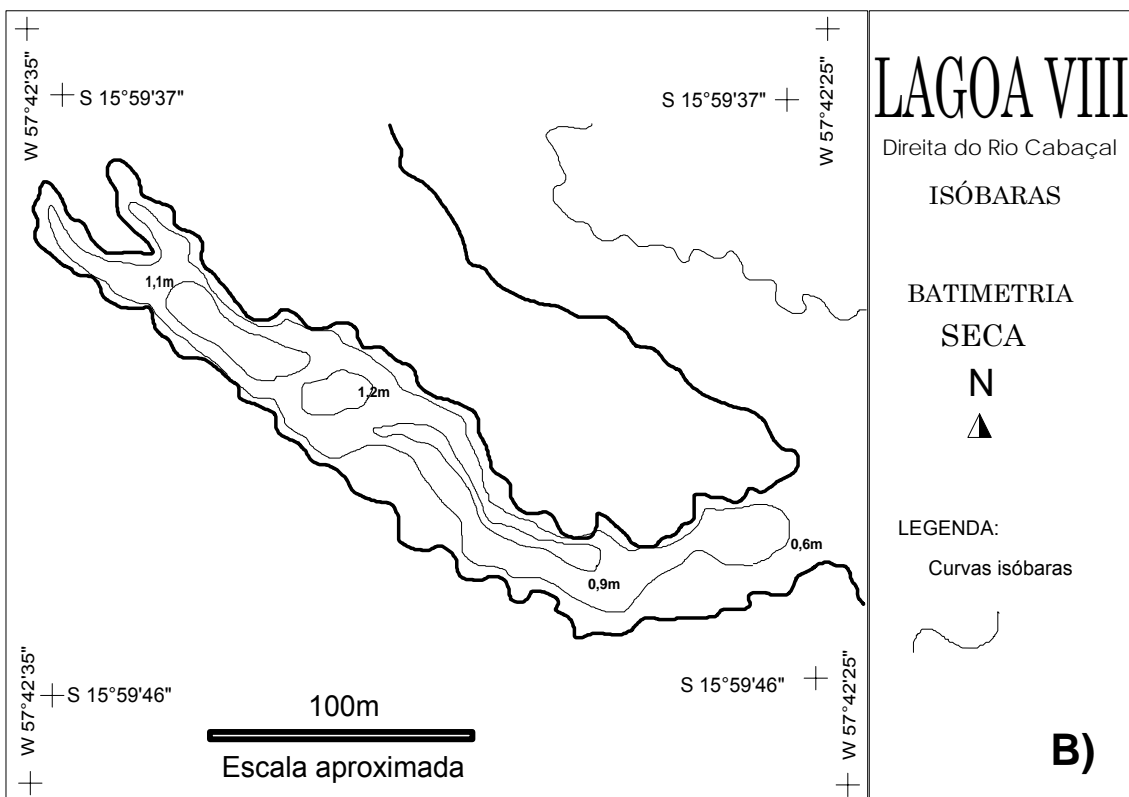 W 57°42'35"
S 15°59'37"
S 15°59'37"
W 57°42'25"
LAGOA VIII
Direita do Rio Cabaçal
ISÓBARAS
BATIMETRIA
SECA
N
1,1m
1,2m
0,6m
0,9m
LEGENDA:
Curvas isóbaras
W 57°42'35"
S 15°59'46"
S 15°59'46"
W 57°42'25"
100m
Escala aproximada
B)